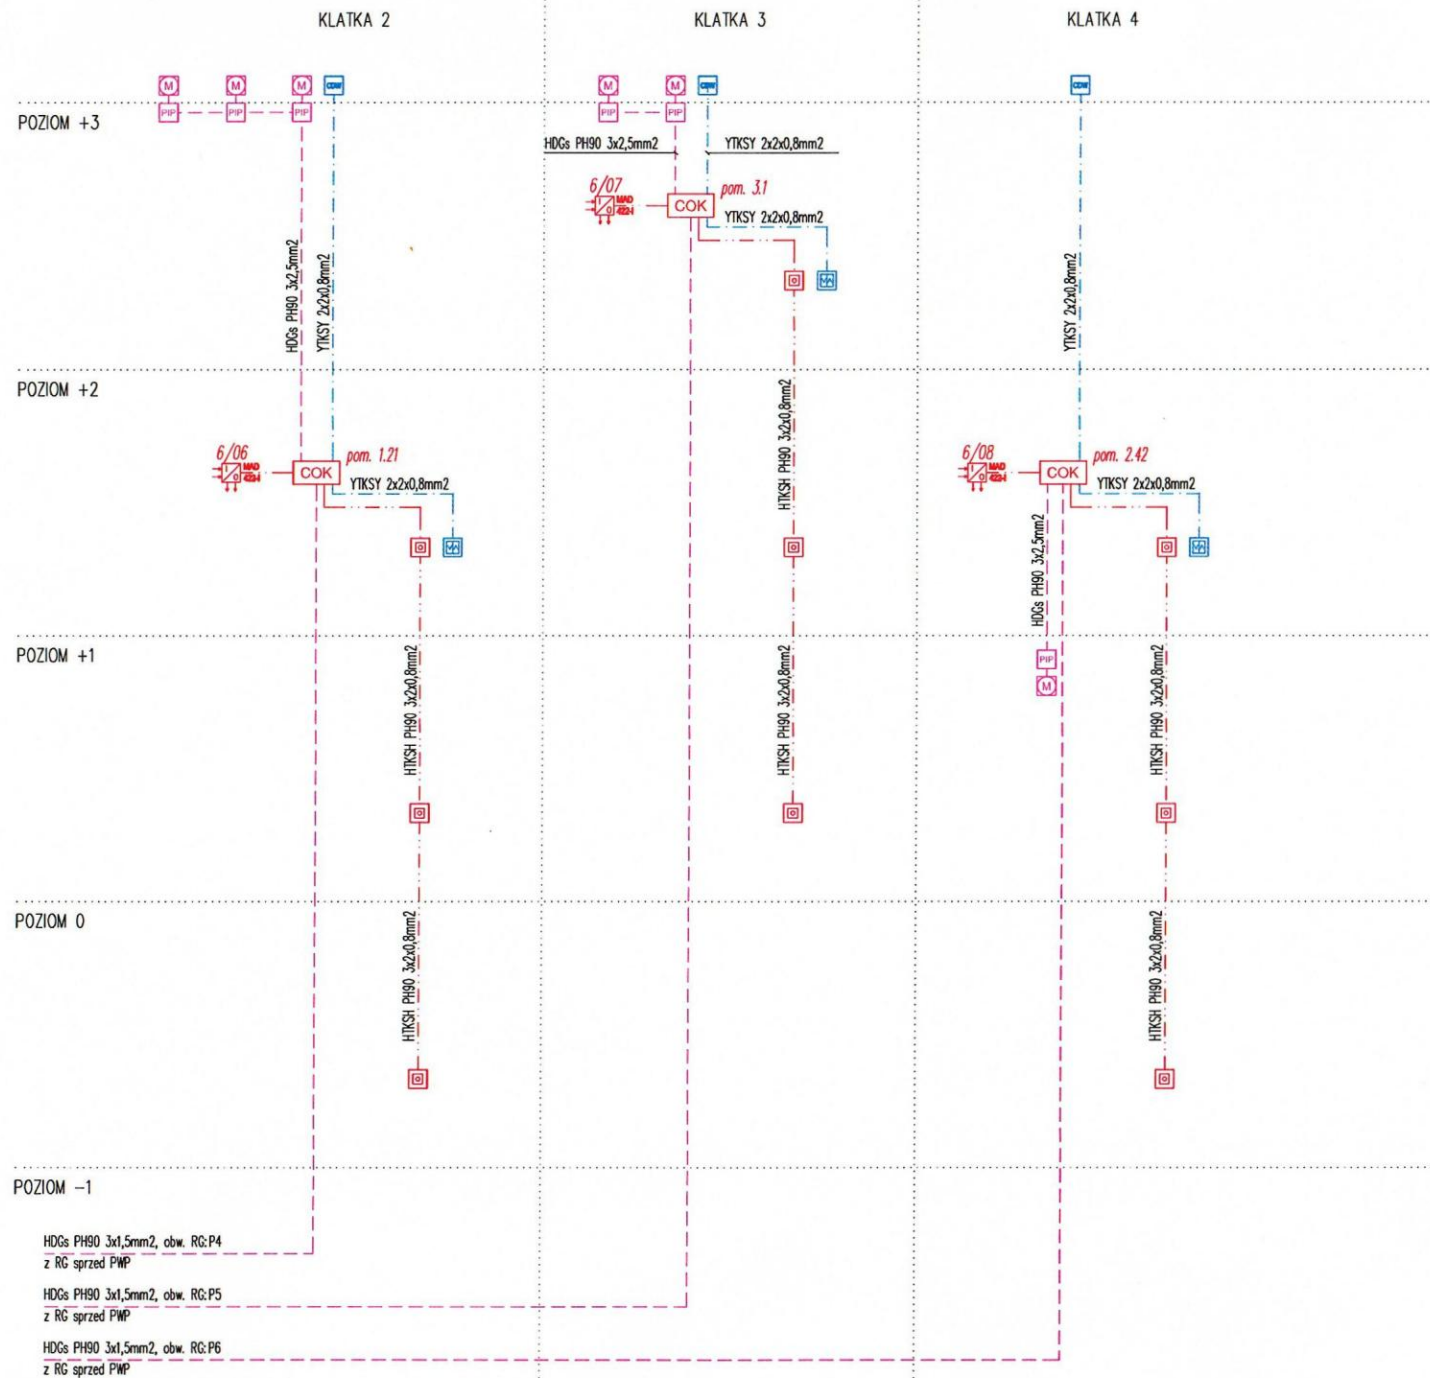 KLATKA 2
KLATKA 3
KLATKA 4
M
M
M
CDW
M
M
CDW
CDW
POZIOM +3
PIP
PIP
PIP
PIP
PIP
HDGs PH90 3x2,5mm2
YTKSY 2x2x0,8mm2
6/07
MAD
I
O
COK
pom. 3.1
YTKSY 2x2x0,8mm2
HDGs PH90 3x2,5mm2
YTKSY 2x2x0,8mm2
YTKSY 2x2x0,8mm2
POZIOM +2
HTKSH PH90 3x2x0,8mm2
6/06
MAD
I
O
COK
pom. 1.21
YTKSY 2x2x0,8mm2
6/08
MAD
I
O
COK
pom. 2.42
YTKSY 2x2x0,8mm2
HDGs PH90 3x2,5mm2
POZIOM +1
HTKSH PH90 3x2x0,8mm2
HTKSH PH90 3x2x0,8mm2
PIP
M
HTKSH PH90 3x2x0,8mm2
POZIOM 0
HTKSH PH90 3x2x0,8mm2
HTKSH PH90 3x2x0,8mm2
POZIOM -1
HDGs PH90 3x1,5mm2, obw. RG:P4
z RG sprzed PWP
HDGs PH90 3x1,5mm2, obw. RG:P5
z RG sprzed PWP
HDGs PH90 3x1,5mm2, obw. RG:P6
z RG sprzed PWP